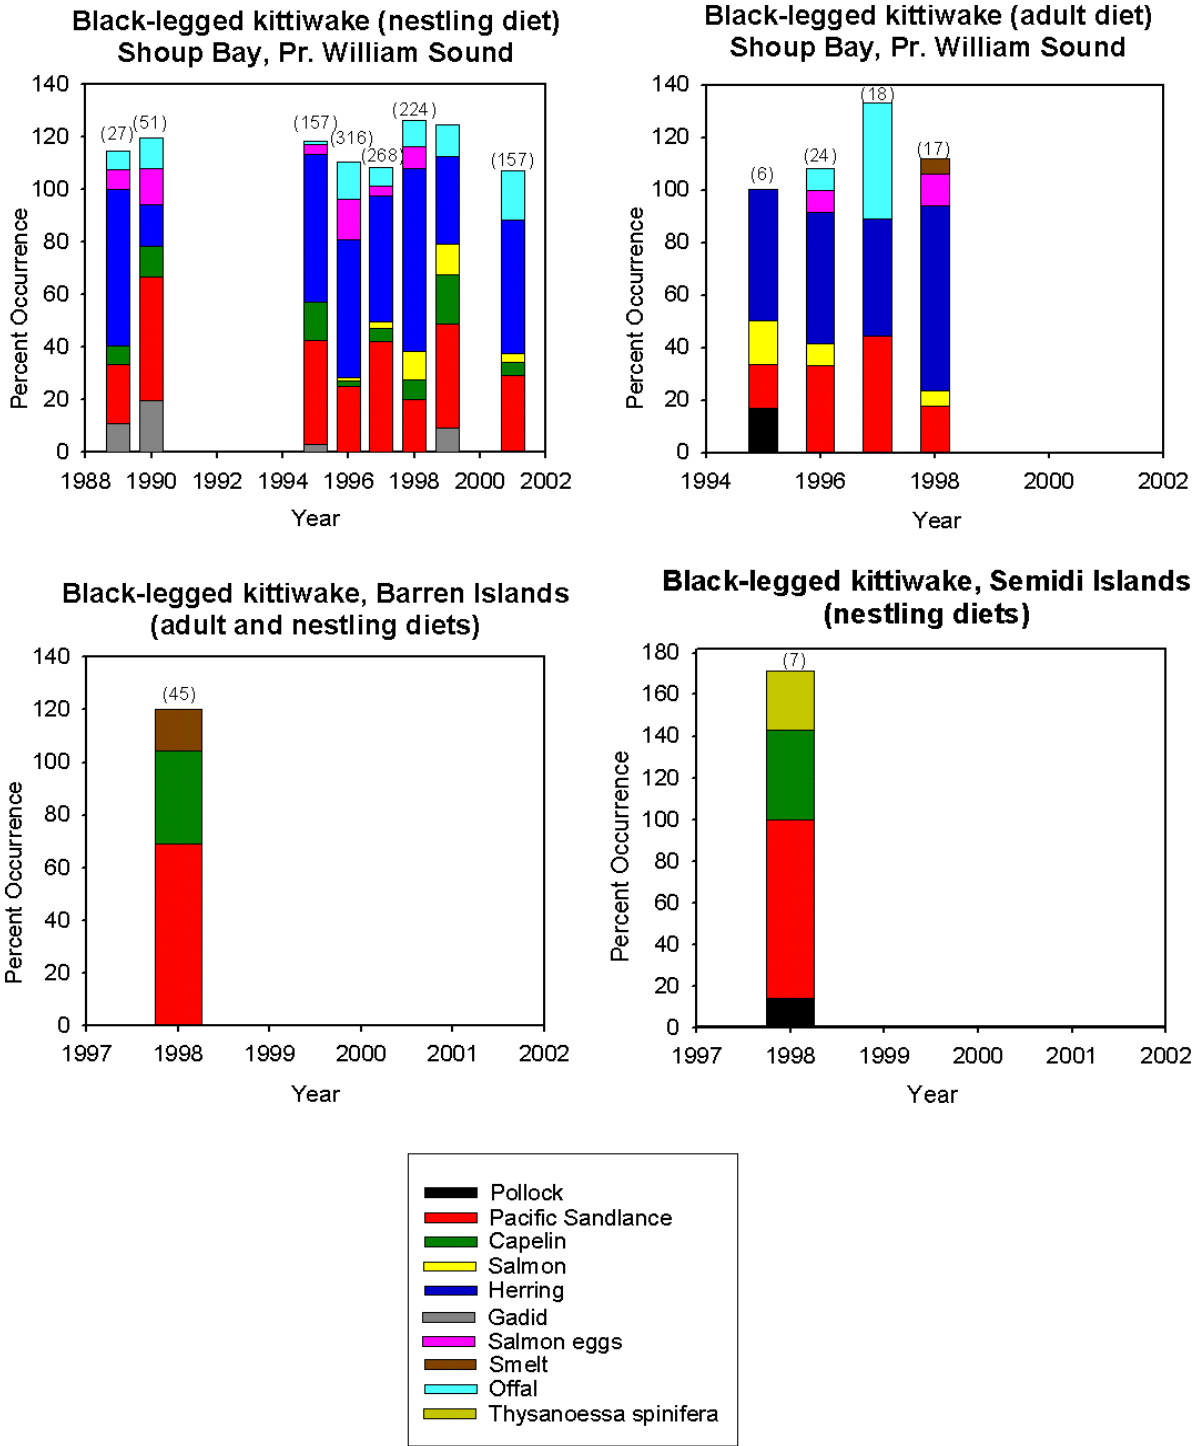 Black-legged kittiwake (nestling diet)
Shoup Bay, Pr. William Sound
140
120
100
80
60
40
20
0
Percent Occurrence
(27)
(51)
(157)
(316)
(268)
(224)
(157)
1988 1990 1992 1994 1996 1998 2000 2002
Year
Black-legged kittiwake (adult diet)
Shoup Bay, Pr. William Sound
140
120
100
80
60
40
20
0
Percent Occurrence
(6)
(24)
(18)
(17)
1994 1996 1998 2000 2002
Year
Black-legged kittiwake, Barren Islands
(adult and nestling diets)
140
120
100
80
60
40
20
0
Percent Occurrence
(45)
1997 1998 1999 2000 2001 2002
Year
Black-legged kittiwake, Semidi Islands
(nestling diets)
180
160
140
120
100
80
60
40
20
0
Percent Occurrence
(7)
1997 1998 1999 2000 2001 2002
Year
Pollock
Pacific Sandlance
Capelin
Salmon
Herring
Gadid
Salmon eggs
Smelt
Offal
Thysanoessa spinifera